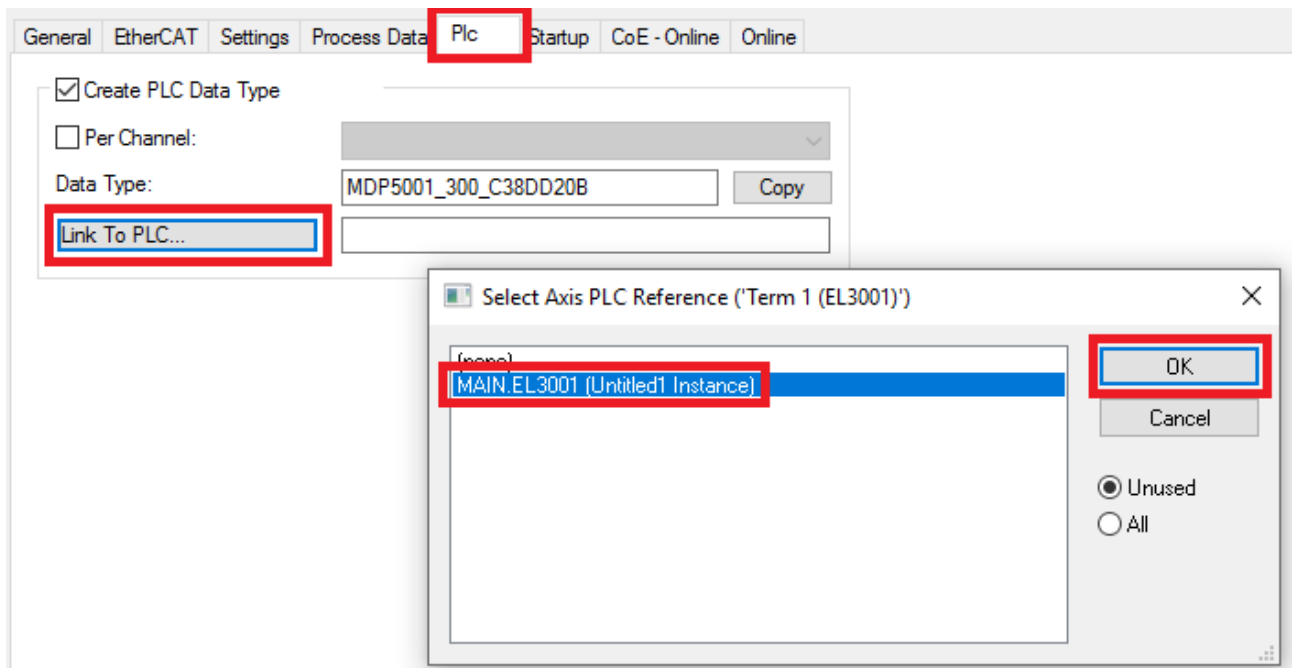 General EtherCAT Settings Process Data Plc Startup CoE - Online Online
Create PLC Data Type
Per Channel:
Data Type: MDP5001_300_C38DD20B Copy
Link To PLC...
Select Axis PLC Reference ('Term 1 (EL3001)')
(none)
MAIN.EL3001 (Untitled1 Instance)
OK
Cancel
Unused
All